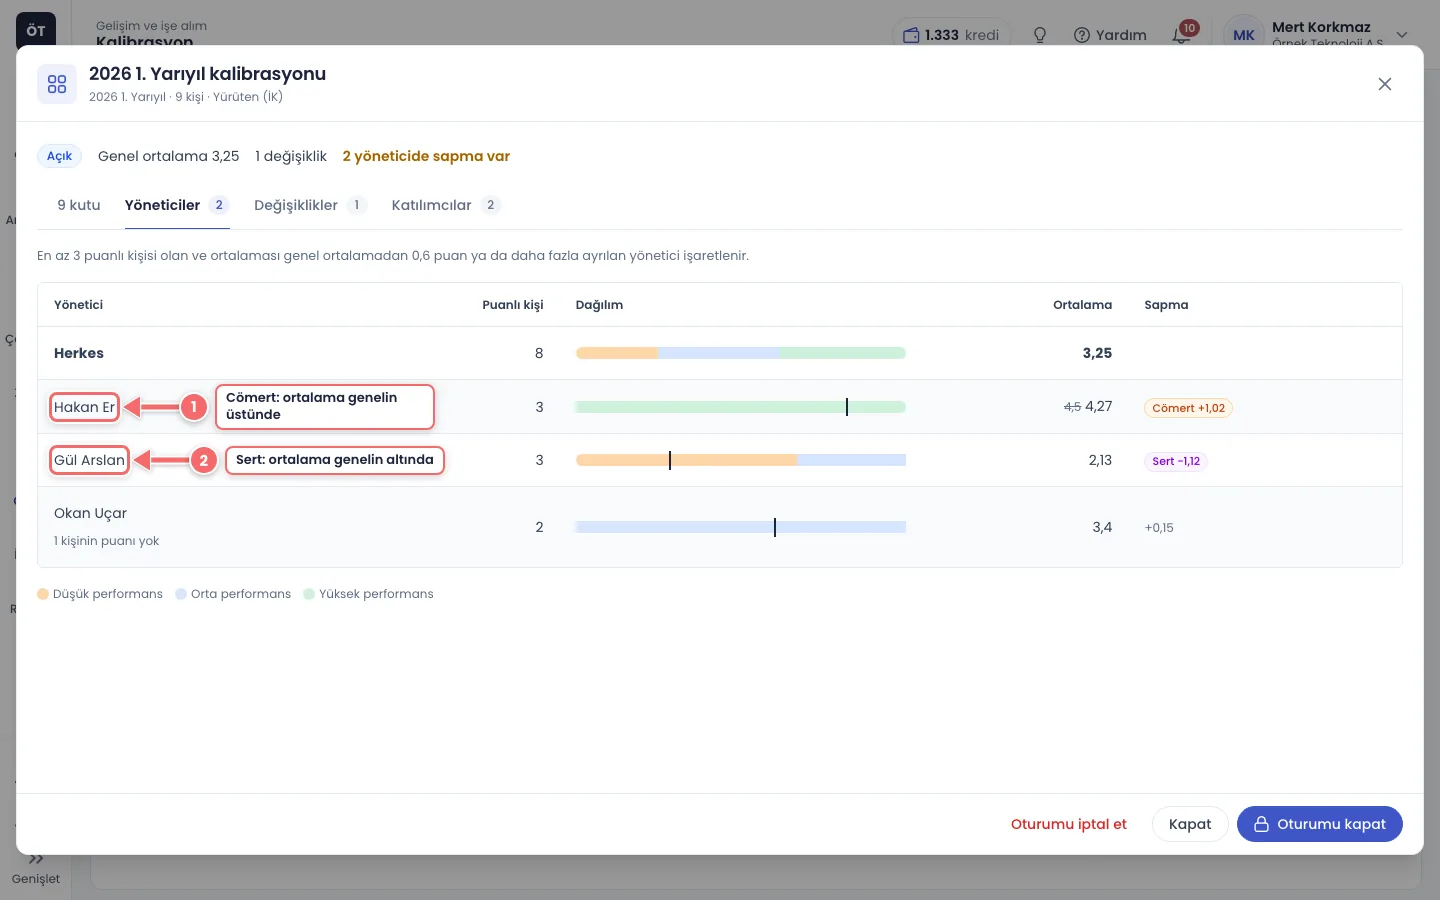 ÖT
Gelişim ve işe alım
Kalibrasyon
1.333 kredi
Yardım
10
MK
Mert Korkmaz
Örnek Teknoloji A.Ş.
2026 1. Yarıyıl kalibrasyonu
2026 1. Yarıyıl · 9 kişi · Yürüten (İK)
Açık
Genel ortalama 3,25
1 değişiklik
2 yöneticide sapma var
9 kutu
Yöneticiler 2
Değişiklikler 1
Katılımcılar 2
En az 3 puanlı kişisi olan ve ortalaması genel ortalamadan 0,6 puan ya da daha fazla ayrılan yönetici işaretlenir.
Yönetici Puanlı kişi Dağılım Ortalama Sapma
Herkes 8 3,25
Hakan Er 1 Cömert: ortalama genelin
üstünde
3 4,5 4,27 Cömert +1,02
Gül Arslan 2 Sert: ortalama genelin altında 3 2,13 Sert -1,12
Okan Uçar
1 kişinin puanı yok
2 3,4 +0,15
Düşük performans Orta performans Yüksek performans
Oturumu iptal et
Kapat
Oturumu kapat
Genişlet